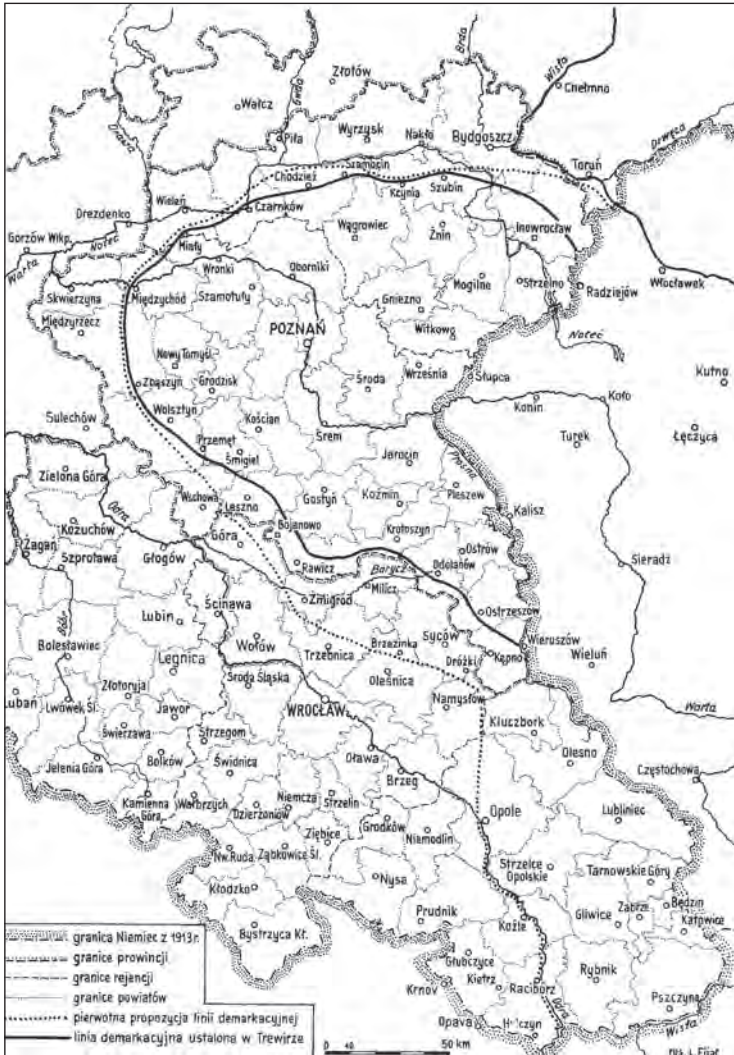 Złotów
Brda
Wisła
Chełmno
Gwda
Wałcz
Drawa
Piła
Wyrzysk
Nakło
Bydgoszcz
Drwęca
Toruń
Szamocin
Chodzież
Kcynia
Szubin
Wieleń
Czarnków
Drezdenko
Gorzów Wlkp.
Noteć
Warta
Miały
Wągrowiec
Żnin
Inowrocław
Wronki
Oborniki
Skwierzyna
Międzychód
Szamotuły
Mogilno
Strzelno
Radziejów
Włocławek
Międzyrzecz
Gniezno
POZNAŃ
Witkowo
Noteć
Nowy Tomyśl
Kutno
Zbąszyń
Grodzisk
Środa
Września
Słupca
Konin
Koło
Sulechów
Wolsztyn
Kościan
Śrem
Turek
Łęczyca
Przemęt
Śmigiel
Jarocin
Prosna
Zielona Góra
Wschowa
Leszno
Gostyń
Koźmin
Pleszew
Kalisz
Odra
Kożuchów
Bojanowo
Krotoszyn
Żagań
Szprotawa
Głogów
Góra
Rawicz
Barycz
Ostrów
Odolanów
Sieradz
Żmigród
Milicz
Ostrzeszów
Bóbr
Lubin
Ścinawa
Wołów
Syców
Wieruszów
Bolesławiec
Trzebnica
Brzezinka
Dróżki
Kępno
Wieluń
Legnica
Środa Śląska
Oleśnica
Złotoryja
Lubań
Lwówek Śl.
Jawor
WROCŁAW
Namysłów
Warta
Świerzawa
Strzegom
Kluczbork
Bolków
Świdnica
Oława
Olesno
Jelenia Góra
Brzeg
Częstochowa
Kamienna Góra
Wałbrzych
Niemcza
Strzelin
Dzierżoniów
Opole
Lubliniec
Ziębice
Grodków
Niemodlin
Nw. Ruda
Ząbkowice Śl.
Strzelce Opolskie
Tarnowskie Góry
Kłodzko
Nysa
Będzin
Gliwice
Zabrze
Katowice
Bystrzyca Kł.
Prudnik
Koźle
Głubczyce
Kietrz
Racibórz
Rybnik
Krnov
Pszczyna
Opava
Odra
Wisła
granica Niemiec z 1913 r.
granice prowincji
granice rejencji
granice powiatów
pierwotna propozycja linii demarkacyjnej
linia demarkacyjna ustalona w Trewirze
0
50 km